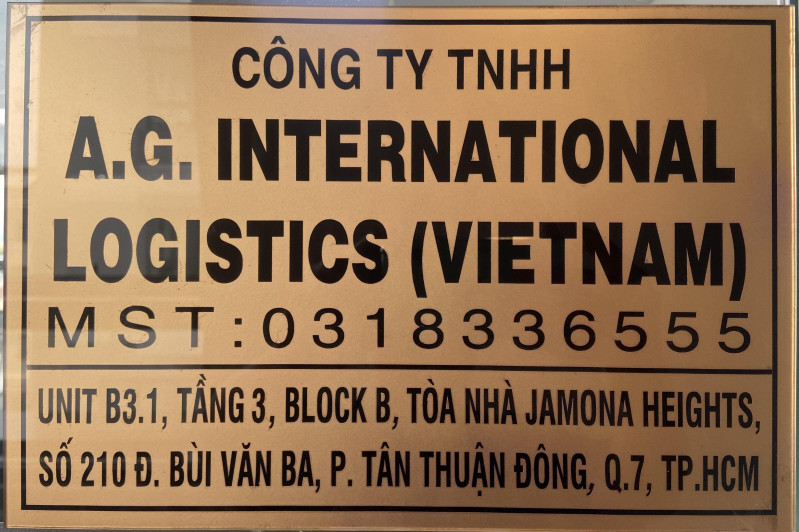 CÔNG TY TNHH
A.G. INTERNATIONAL
LOGISTICS (VIETNAM)
MST:0318336555
UNIT B3.1, TẦNG 3, BLOCK B, TÒA NHÀ JAMONA HEIGHTS,
SỐ 210 Đ. BÙI VĂN BA, P. TÂN THUẬN ĐÔNG, Q.7, TP.HCM